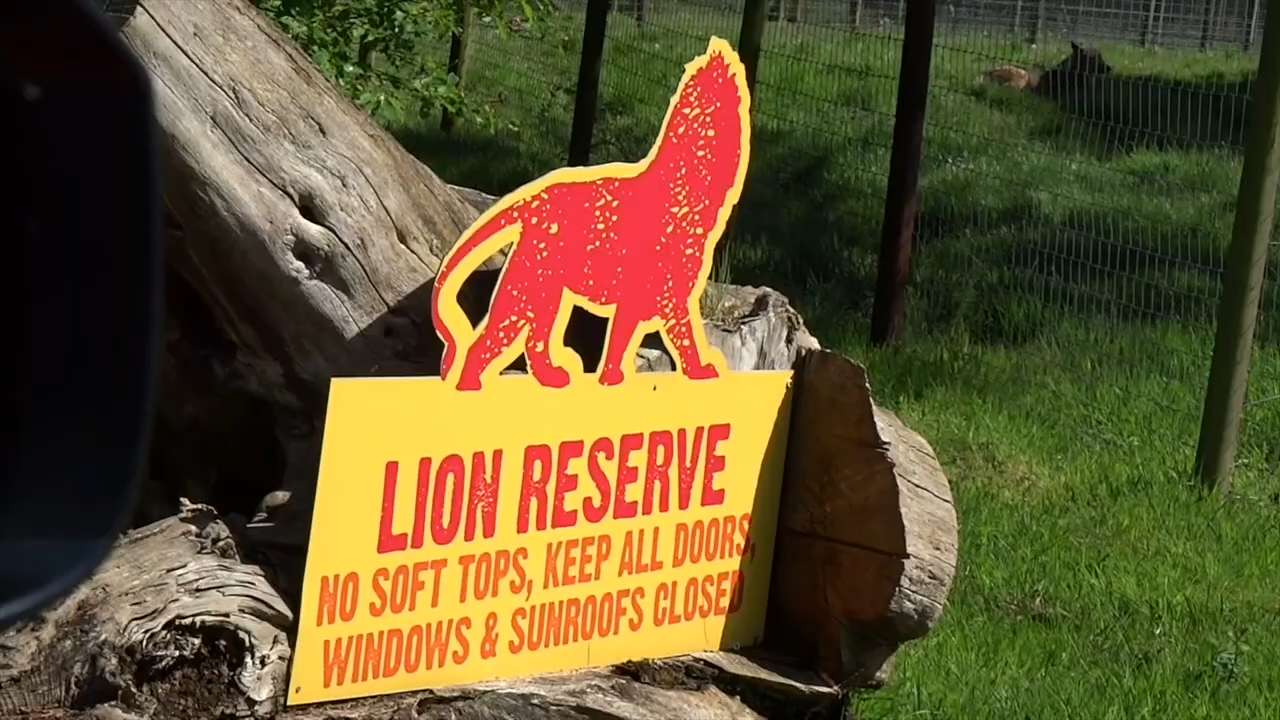 LION RESERVE
NO SOFT TOPS, KEEP ALL DOORS,
WINDOWS & SUNROOFS CLOSED